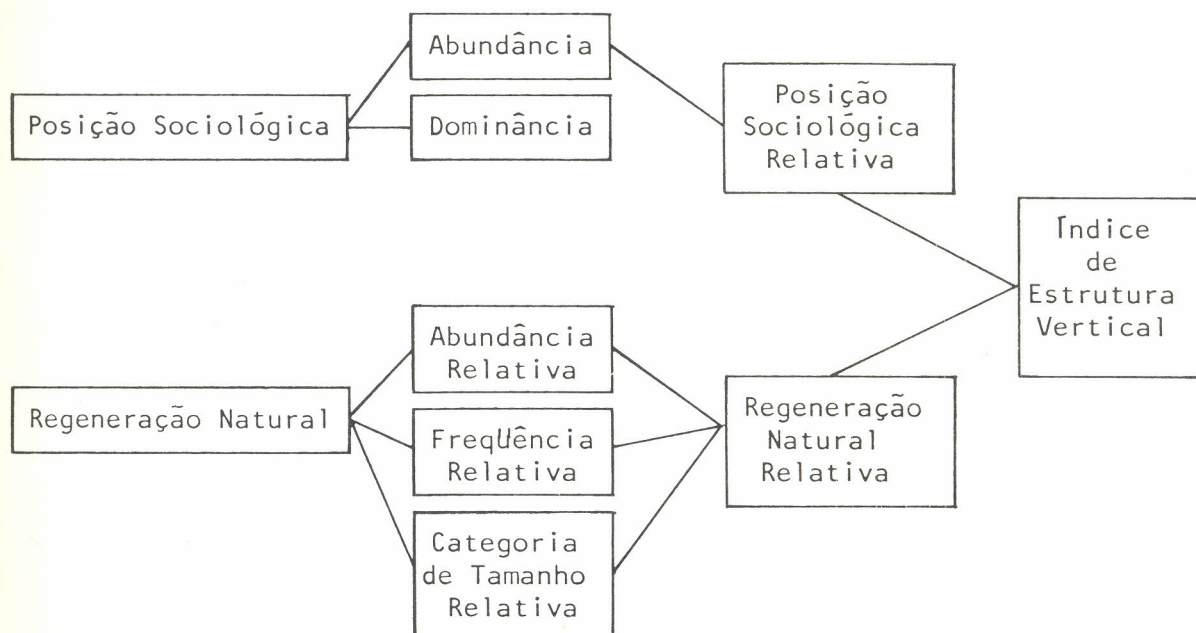 Abundância
Posição Sociológica
Dominância
Posição
Sociológica
Relativa
Índice
de
Estrutura
Vertical
Abundância
Relativa
Regeneração Natural
Freqüência
Relativa
Regeneração
Natural
Relativa
Categoria
de Tamanho
Relativa